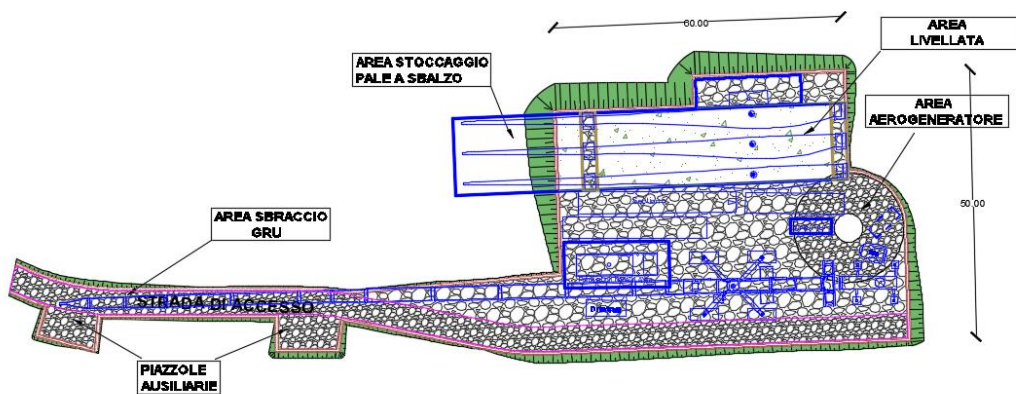 60.00
AREA
LIVELLATA
AREA STOCCAGGIO
PALE A SBALZO
AREA
AEROGENERATORE
50.00
AREA SBRACCIO
GRU
STRADA DI ACCESSO
PIAZZOLE
AUSILIARIE